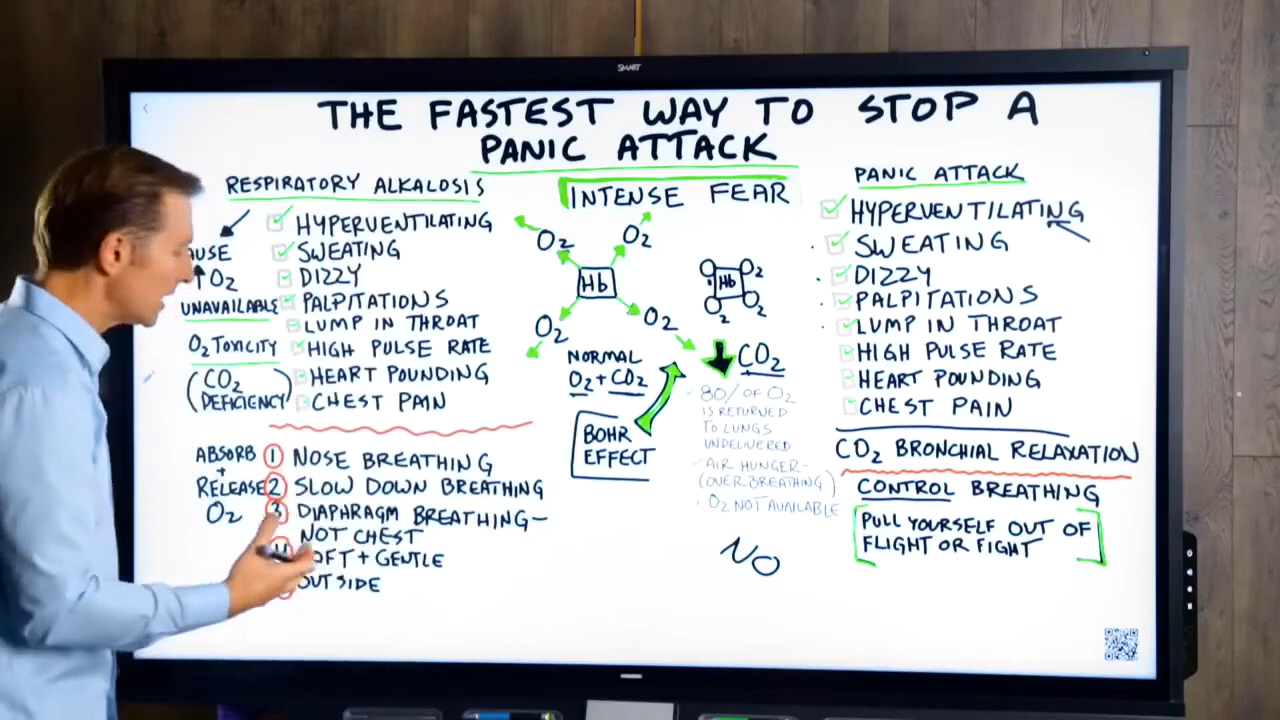 SMART
THE FASTEST WAY TO STOP A
PANIC ATTACK
RESPIRATORY ALKALOSIS
HYPERVENTILATING
SWEATING
DIZZY
PALPITATIONS
LUMP IN THROAT
HIGH PULSE RATE
HEART POUNDING
CHEST PAIN
O2
UNAVAILABLE
O2 TOXICITY
(CO2
DEFICIENCY)
ABSORB
+
RELEASE
O2
1 NOSE BREATHING
2 SLOW DOWN BREATHING
3 DIAPHRAGM BREATHING-
NOT CHEST
+ GENTLE
INTENSE FEAR
O2 O2
Hb
O2 O2
NORMAL
O2 + CO2
BOHR
EFFECT
Hb
O2
2 O2
CO2
80% OF O2
IS RETURNED
TO LUNGS
UNDELIVERED
AIR HUNGER-
(OVER BREATHING)
O2 NOT AVAILABLE
NO
PANIC ATTACK
HYPERVENTILATING
SWEATING
DIZZY
PALPITATIONS
LUMP IN THROAT
HIGH PULSE RATE
HEART POUNDING
CHEST PAIN
CO2 BRONCHIAL RELAXATION
CONTROL BREATHING
[PULL YOURSELF OUT OF
FLIGHT OR FIGHT]